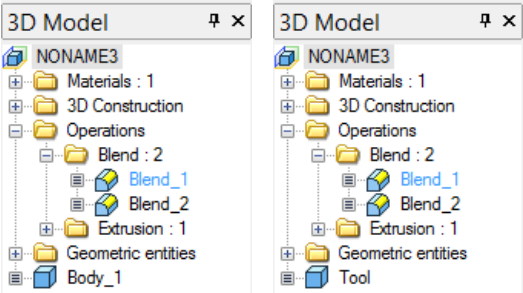 3D Model
NONAME3
Materials : 1
3D Construction
Operations
Blend : 2
Blend_1
Blend_2
Extrusion : 1
Geometric entities
Body_1
3D Model
NONAME3
Materials : 1
3D Construction
Operations
Blend : 2
Blend_1
Blend_2
Extrusion : 1
Geometric entities
Tool